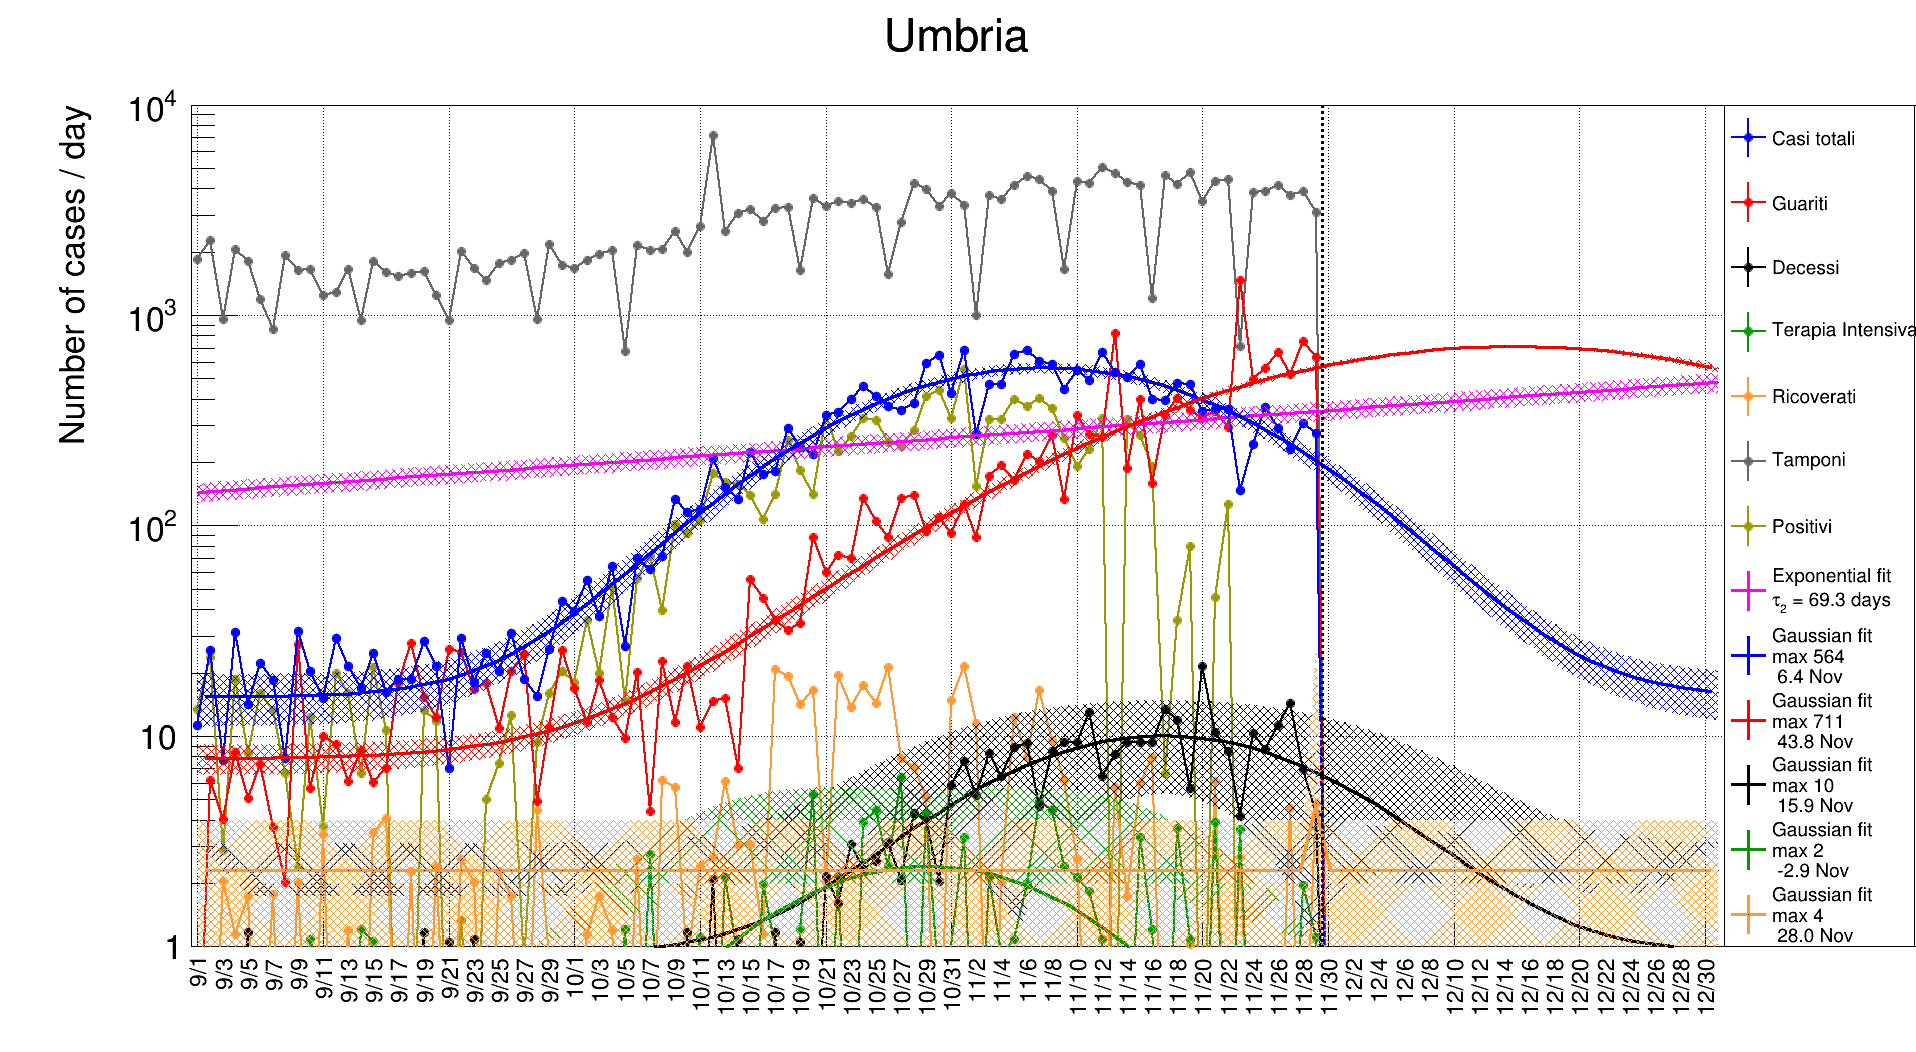 Umbria
Number of cases / day
10^4
10^3
10^2
10
1
9/1
9/3
9/5
9/7
9/9
9/11
9/13
9/15
9/17
9/19
9/21
9/23
9/25
9/27
9/29
10/1
10/3
10/5
10/7
10/9
10/11
10/13
10/15
10/17
10/19
10/21
10/23
10/25
10/27
10/29
10/31
11/2
11/4
11/6
11/8
11/10
11/12
11/14
11/16
11/18
11/20
11/22
11/24
11/26
11/28
11/30
12/2
12/4
12/6
12/8
12/10
12/12
12/14
12/16
12/18
12/20
12/22
12/24
12/26
12/28
12/30
Casi totali
Guariti
Decessi
Terapia Intensiva
Ricoverati
Tamponi
Positivi
Exponential fit
τ₂ = 69.3 days
Gaussian fit
max 564
6.4 Nov
Gaussian fit
max 711
43.8 Nov
Gaussian fit
max 10
15.9 Nov
Gaussian fit
max 2
-2.9 Nov
Gaussian fit
max 4
28.0 Nov